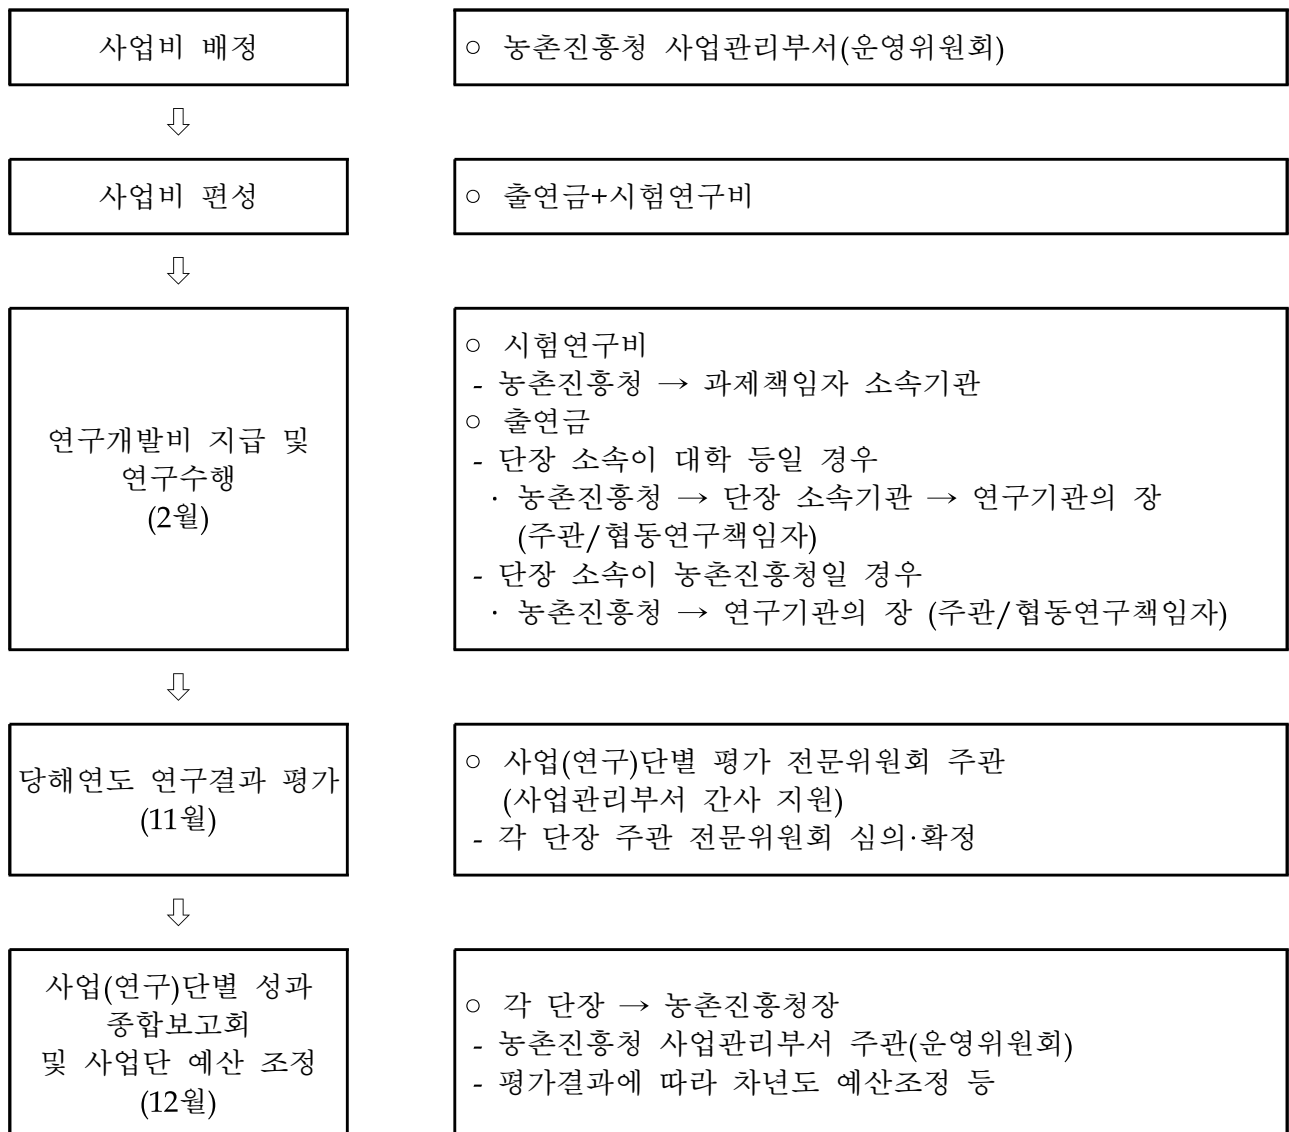 사업비 배정
○ 농촌진흥청 사업관리부서(운영위원회)
⇩
사업비 편성
○ 출연금+시험연구비
⇩
연구개발비 지급 및
연구수행
(2월)
○ 시험연구비
- 농촌진흥청 → 과제책임자 소속기관
○ 출연금
- 단장 소속이 대학 등일 경우
· 농촌진흥청 → 단장 소속기관 → 연구기관의 장
(주관/협동연구책임자)
- 단장 소속이 농촌진흥청일 경우
· 농촌진흥청 → 연구기관의 장 (주관/협동연구책임자)
⇩
당해연도 연구결과 평가
(11월)
○ 사업(연구)단별 평가 전문위원회 주관
(사업관리부서 간사 지원)
- 각 단장 주관 전문위원회 심의·확정
⇩
사업(연구)단별 성과
종합보고회
및 사업단 예산 조정
(12월)
○ 각 단장 → 농촌진흥청장
- 농촌진흥청 사업관리부서 주관(운영위원회)
- 평가결과에 따라 차년도 예산조정 등